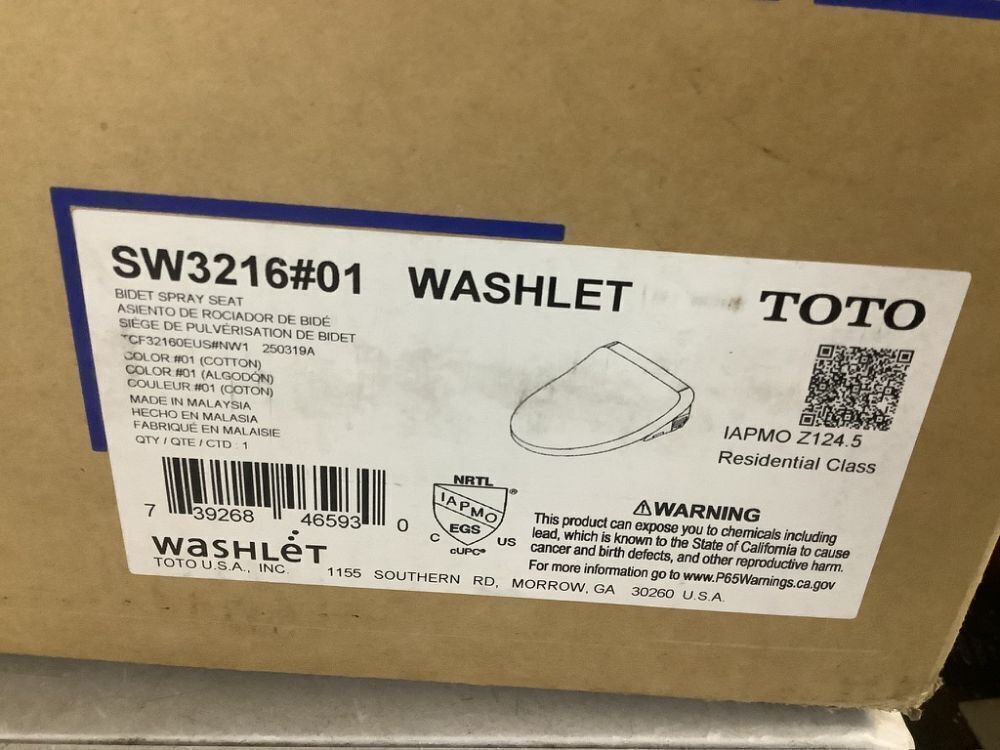 SW3216#01 WASHLET
TOTO
BIDET SPRAY SEAT
ASIENTO DE ROCIADOR DE BIDÉ
SIÈGE DE PULVÉRISATION DE BIDET
TCF32160EUS#NW1 250319A
COLOR #01 (COTTON)
COLOR #01 (ALGODÓN)
COULEUR #01 (COTON)
MADE IN MALAYSIA
HECHO EN MALASIA
FABRIQUÉ EN MALAISIE
QTY / QTE / CTD : 1
7 39268 46593 0
WASHLET
TOTO U.S.A., INC. 1155 SOUTHERN RD, MORROW, GA 30260 U.S.A.
NRTL
IAPMO
EGS
C US
cUPC®
®
IAPMO Z124.5
Residential Class
⚠WARNING
This product can expose you to chemicals including
lead, which is known to the State of California to cause
cancer and birth defects, and other reproductive harm.
For more information go to www.P65Warnings.ca.gov